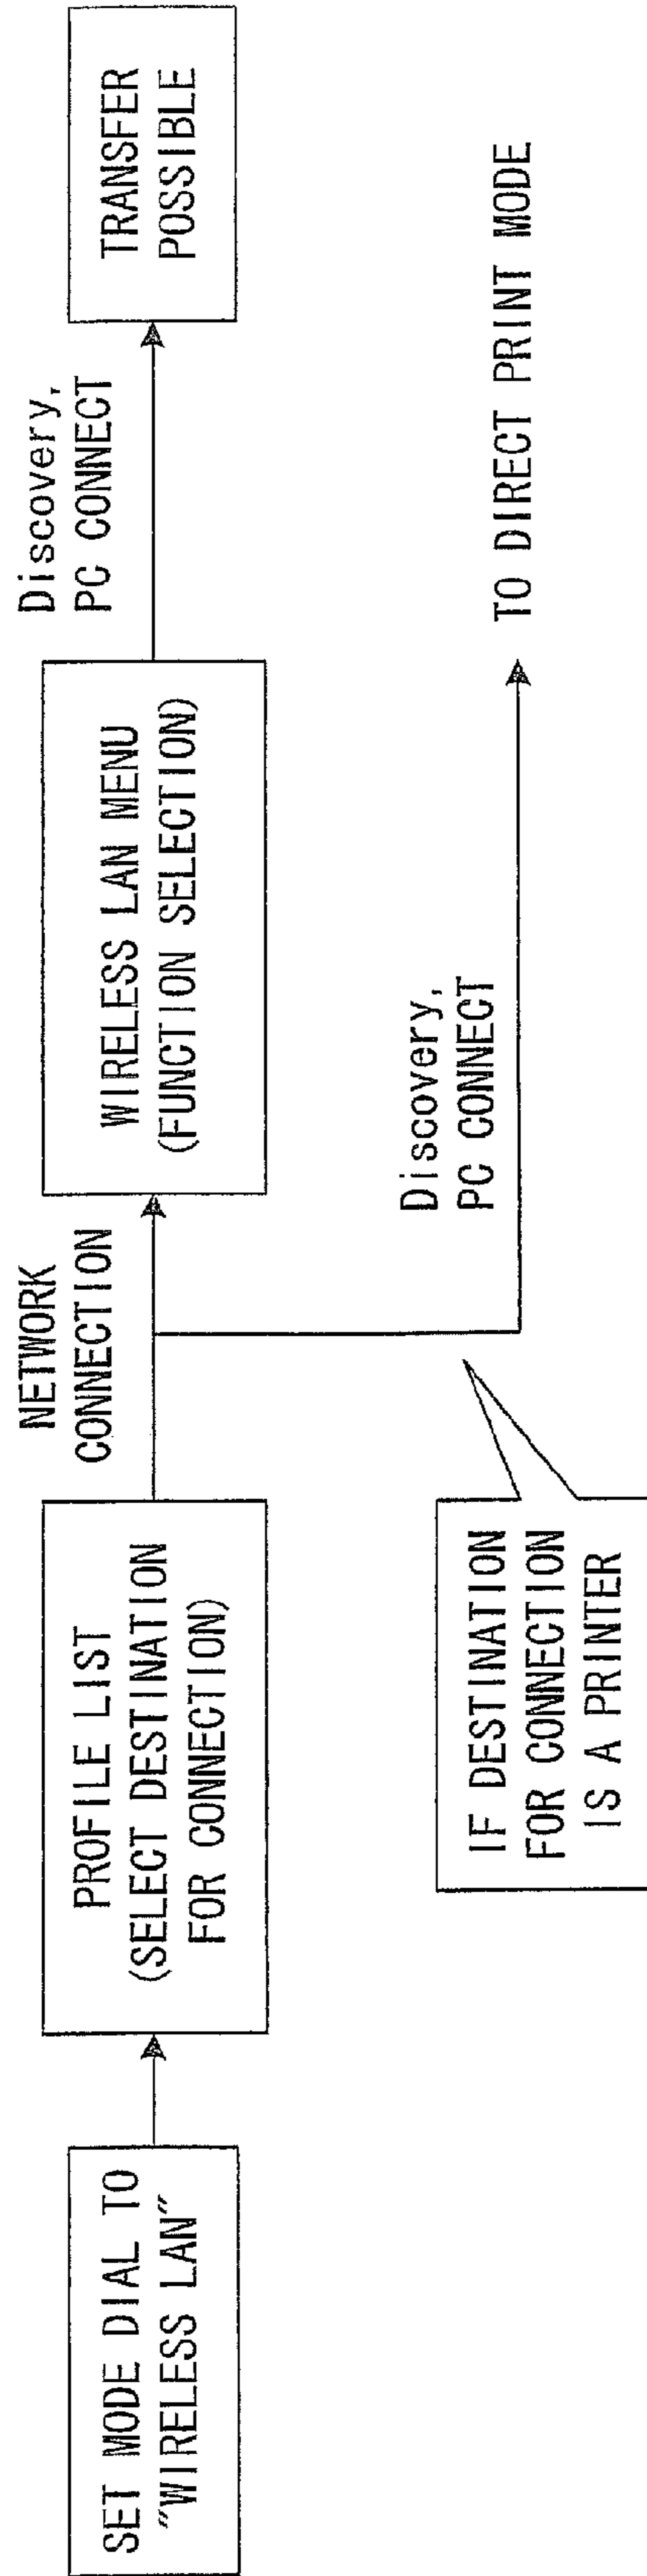 SET MODE DIAL TO
"WIRELESS LAN"
PROFILE LIST
(SELECT DESTINATION
FOR CONNECTION)
NETWORK
CONNECTION
WIRELESS LAN MENU
(FUNCTION SELECTION)
Discovery,
PC CONNECT
TRANSFER
POSSIBLE
IF DESTINATION
FOR CONNECTION
IS A PRINTER
Discovery,
PC CONNECT
TO DIRECT PRINT MODE